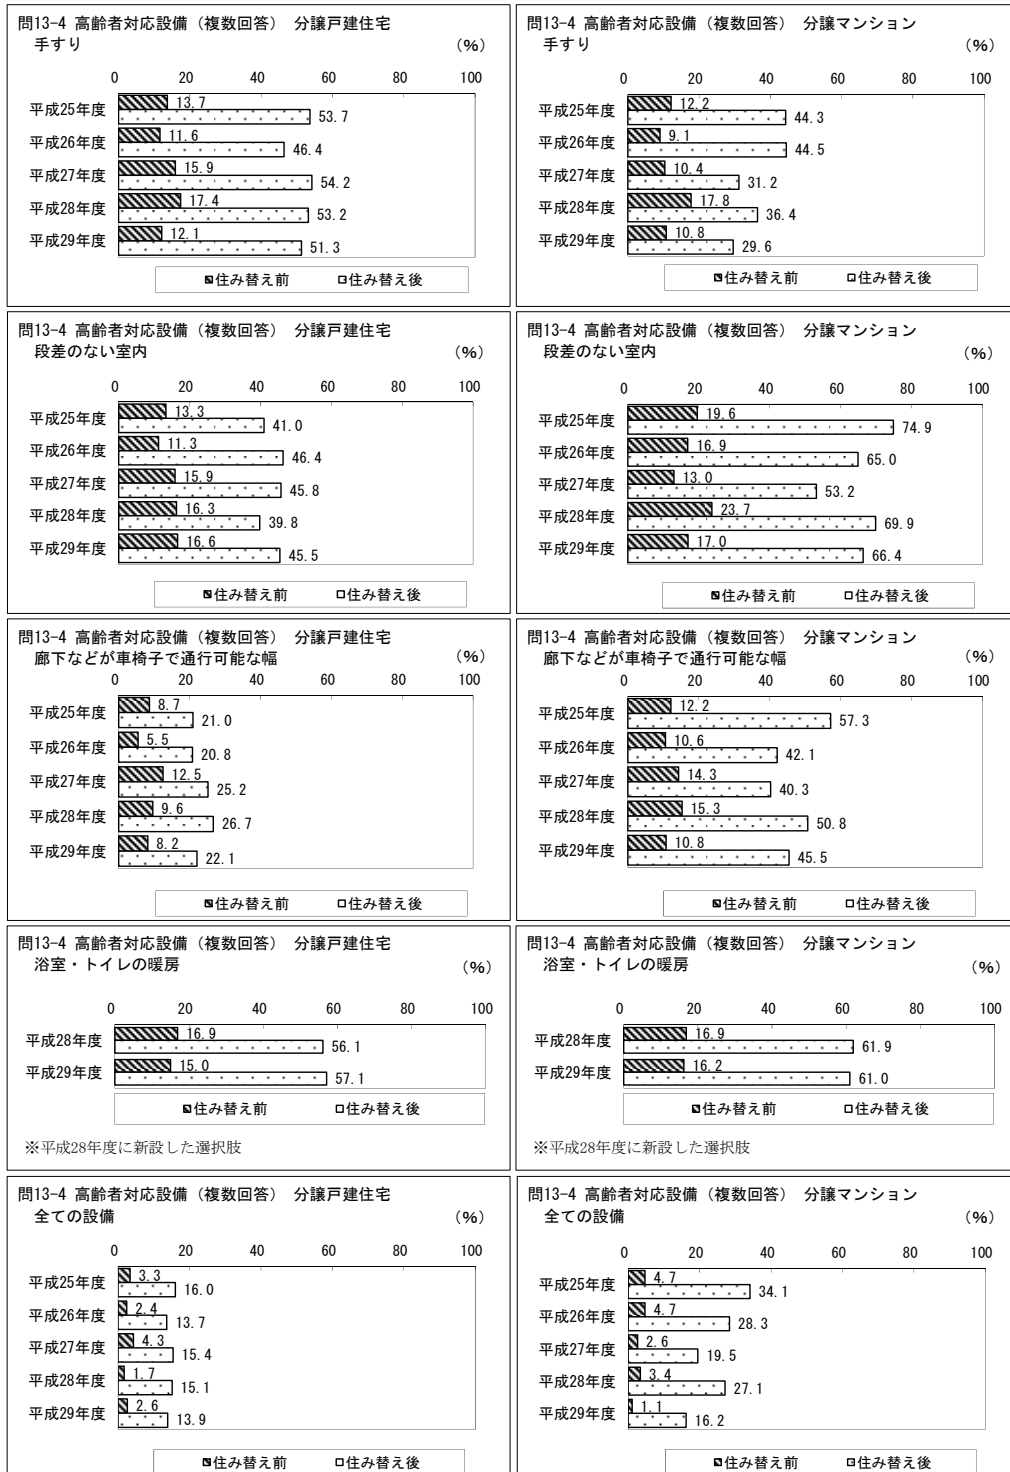 問13-4 高齢者対応設備（複数回答）　分譲戸建住宅
手すり
(%)
0 20 40 60 80 100
平成25年度 13.7 53.7
平成26年度 11.6 46.4
平成27年度 15.9 54.2
平成28年度 17.4 53.2
平成29年度 12.1 51.3
住み替え前 住み替え後
問13-4 高齢者対応設備（複数回答）　分譲マンション
手すり
(%)
0 20 40 60 80 100
平成25年度 12.2 44.3
平成26年度 9.1 44.5
平成27年度 10.4 31.2
平成28年度 17.8 36.4
平成29年度 10.8 29.6
住み替え前 住み替え後
問13-4 高齢者対応設備（複数回答）　分譲戸建住宅
段差のない室内
(%)
0 20 40 60 80 100
平成25年度 13.3 41.0
平成26年度 11.3 46.4
平成27年度 15.9 45.8
平成28年度 16.3 39.8
平成29年度 16.6 45.5
住み替え前 住み替え後
問13-4 高齢者対応設備（複数回答）　分譲マンション
段差のない室内
(%)
0 20 40 60 80 100
平成25年度 19.6 74.9
平成26年度 16.9 65.0
平成27年度 13.0 53.2
平成28年度 23.7 69.9
平成29年度 17.0 66.4
住み替え前 住み替え後
問13-4 高齢者対応設備（複数回答）　分譲戸建住宅
廊下などが車椅子で通行可能な幅
(%)
0 20 40 60 80 100
平成25年度 8.7 21.0
平成26年度 5.5 20.8
平成27年度 12.5 25.2
平成28年度 9.6 26.7
平成29年度 8.2 22.1
住み替え前 住み替え後
問13-4 高齢者対応設備（複数回答）　分譲マンション
廊下などが車椅子で通行可能な幅
(%)
0 20 40 60 80 100
平成25年度 12.2 57.3
平成26年度 10.6 42.1
平成27年度 14.3 40.3
平成28年度 15.3 50.8
平成29年度 10.8 45.5
住み替え前 住み替え後
問13-4 高齢者対応設備（複数回答）　分譲戸建住宅
浴室・トイレの暖房
(%)
0 20 40 60 80 100
平成28年度 16.9 56.1
平成29年度 15.0 57.1
住み替え前 住み替え後
※平成28年度に新設した選択肢
問13-4 高齢者対応設備（複数回答）　分譲マンション
浴室・トイレの暖房
(%)
0 20 40 60 80 100
平成28年度 16.9 61.9
平成29年度 16.2 61.0
住み替え前 住み替え後
※平成28年度に新設した選択肢
問13-4 高齢者対応設備（複数回答）　分譲戸建住宅
全ての設備
(%)
0 20 40 60 80 100
平成25年度 3.3 16.0
平成26年度 2.4 13.7
平成27年度 4.3 15.4
平成28年度 1.7 15.1
平成29年度 2.6 13.9
住み替え前 住み替え後
問13-4 高齢者対応設備（複数回答）　分譲マンション
全ての設備
(%)
0 20 40 60 80 100
平成25年度 4.7 34.1
平成26年度 4.7 28.3
平成27年度 2.6 19.5
平成28年度 3.4 27.1
平成29年度 1.1 16.2
住み替え前 住み替え後